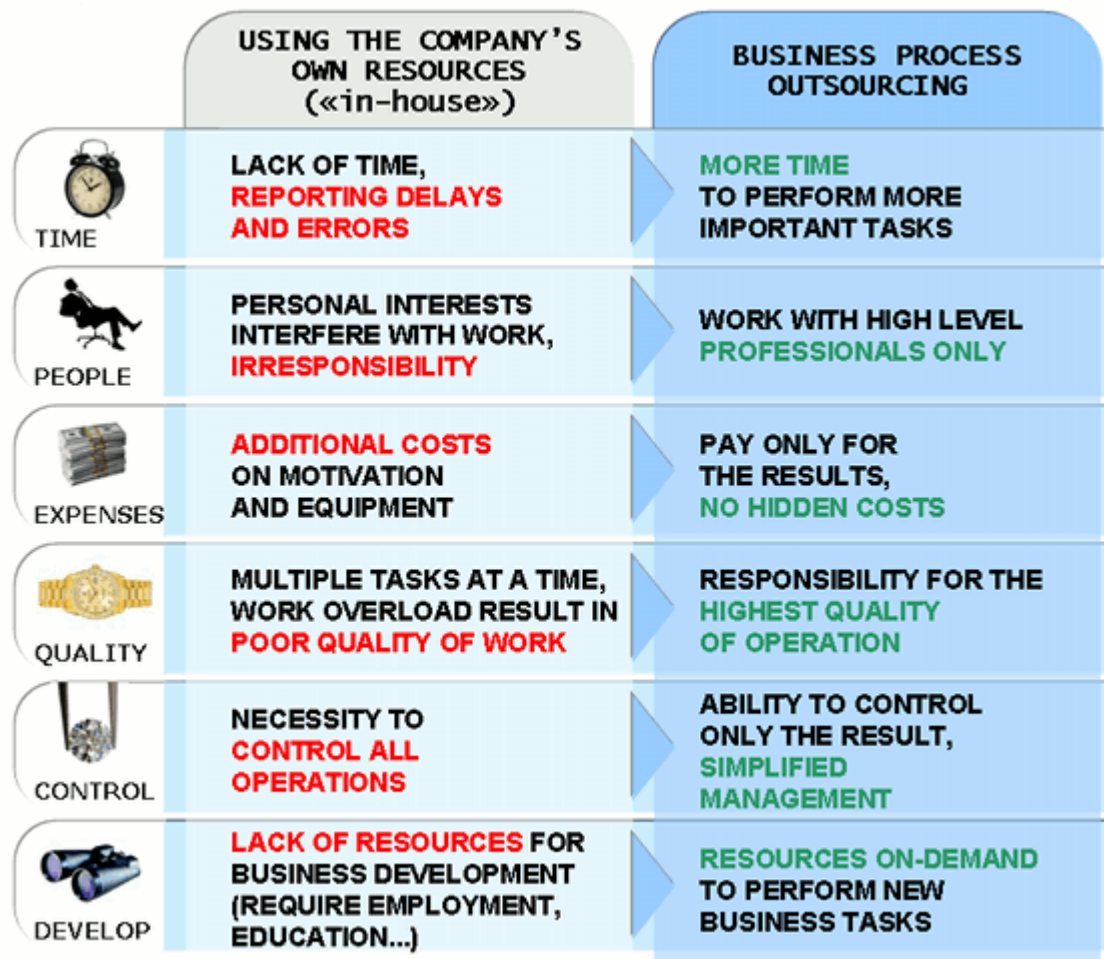 USING THE COMPANY'S
OWN RESOURCES
(«in-house»)
BUSINESS PROCESS
OUTSOURCING
TIME
LACK OF TIME,
REPORTING DELAYS
AND ERRORS
MORE TIME
TO PERFORM MORE
IMPORTANT TASKS
PEOPLE
PERSONAL INTERESTS
INTERFERE WITH WORK,
IRRESPONSIBILITY
WORK WITH HIGH LEVEL
PROFESSIONALS ONLY
EXPENSES
ADDITIONAL COSTS
ON MOTIVATION
AND EQUIPMENT
PAY ONLY FOR
THE RESULTS,
NO HIDDEN COSTS
QUALITY
MULTIPLE TASKS AT A TIME,
WORK OVERLOAD RESULT IN
POOR QUALITY OF WORK
RESPONSIBILITY FOR THE
HIGHEST QUALITY
OF OPERATION
CONTROL
NECESSITY TO
CONTROL ALL
OPERATIONS
ABILITY TO CONTROL
ONLY THE RESULT,
SIMPLIFIED
MANAGEMENT
DEVELOP
LACK OF RESOURCES FOR
BUSINESS DEVELOPMENT
(REQUIRE EMPLOYMENT,
EDUCATION...)
RESOURCES ON-DEMAND
TO PERFORM NEW
BUSINESS TASKS